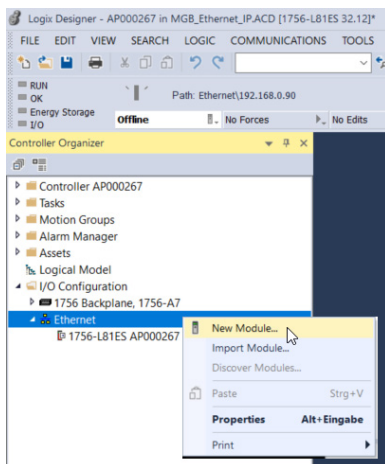 Logix Designer - AP000267 in MGB_Ethernet_IP.ACD [1756-L81ES 32.12]*
FILE EDIT VIEW SEARCH LOGIC COMMUNICATIONS TOOLS
RUN
OK
Energy Storage
I/O
Path: Ethernet\192.168.0.90
Offline No Forces No Edits
Controller Organizer
Controller AP000267
Tasks
Motion Groups
Alarm Manager
Assets
Logical Model
I/O Configuration
1756 Backplane, 1756-A7
Ethernet
1756-L81ES AP000267
New Module...
Import Module...
Discover Modules...
Paste Strg+V
Properties Alt+Eingabe
Print